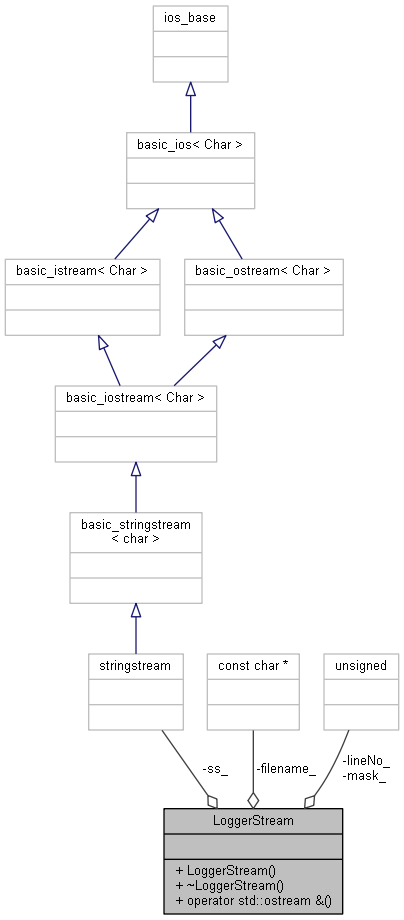 ios_base
basic_ios< Char >
basic_istream< Char >
basic_ostream< Char >
basic_iostream< Char >
basic_stringstream
< char >
stringstream
const char *
unsigned
-ss_
-filename_
-lineNo_
-mask_
LoggerStream
+ LoggerStream()
+ ~LoggerStream()
+ operator std::ostream &()